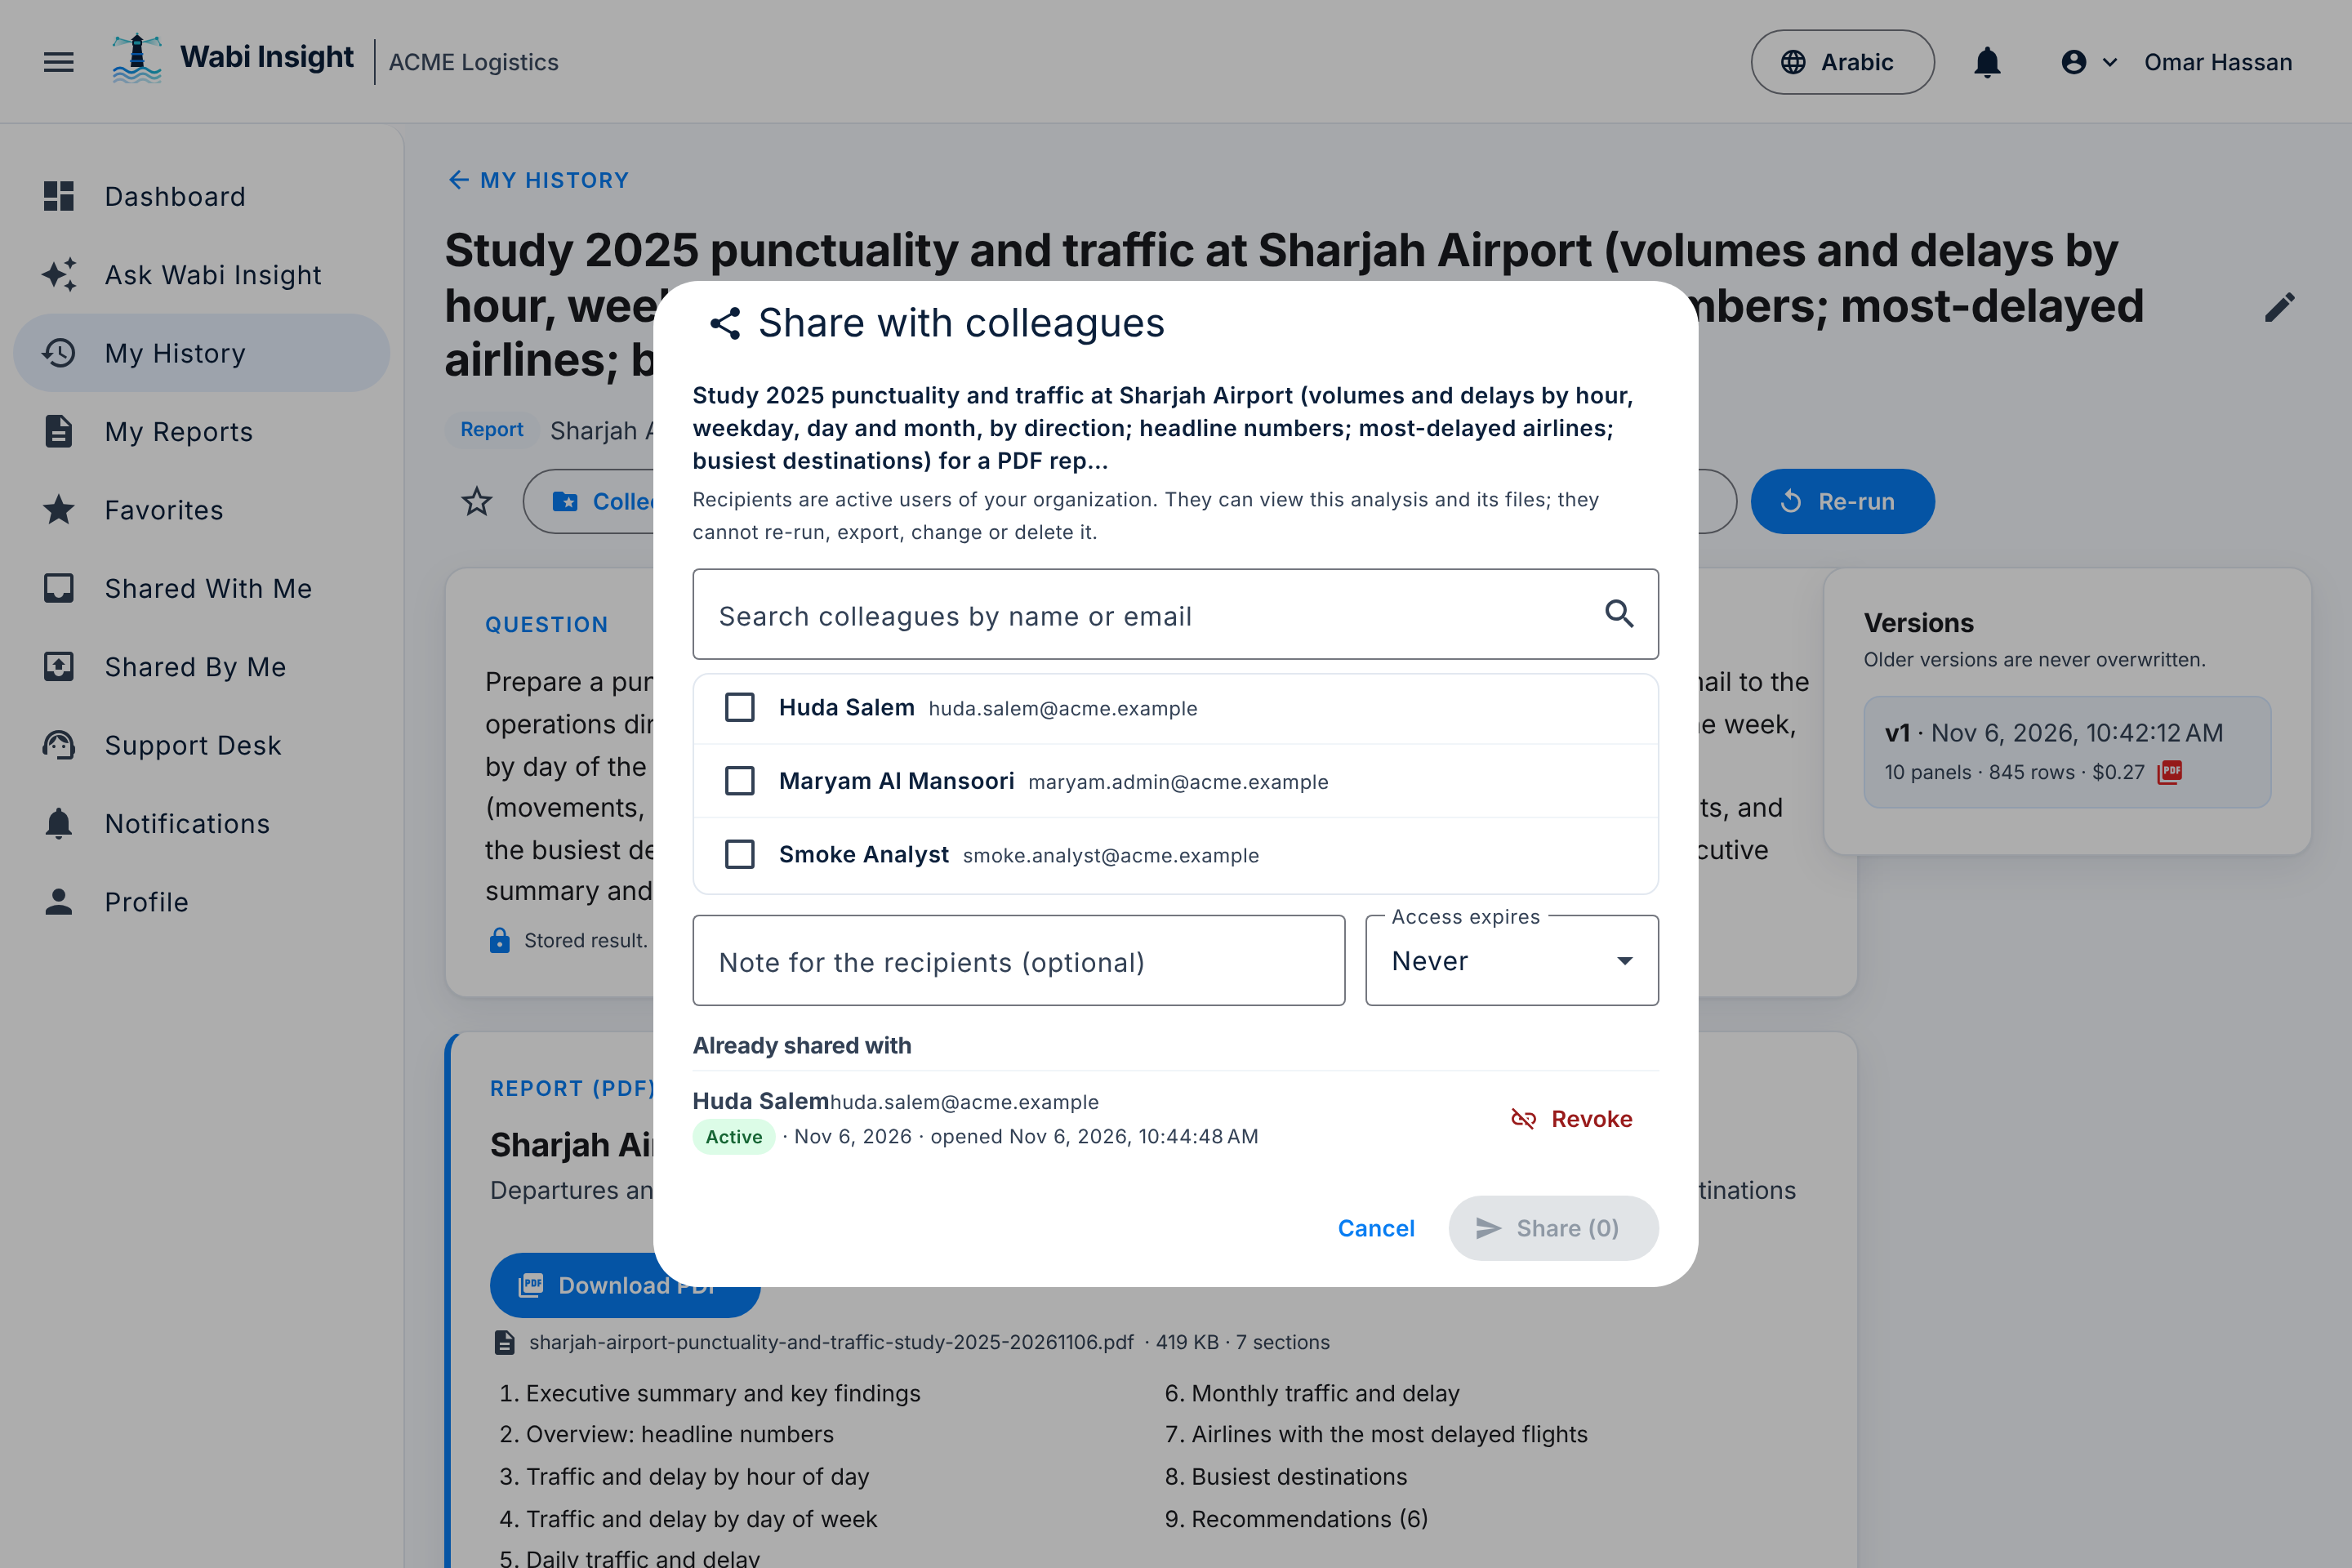 Wabi Insight
ACME Logistics
Arabic
Omar Hassan
Dashboard
Ask Wabi Insight
My History
My Reports
Favorites
Shared With Me
Shared By Me
Support Desk
Notifications
Profile
MY HISTORY
Study 2025 punctuality and traffic at Sharjah Airport (volumes and delays by
hour, most-delayed
airlines;
Report Sharjah
Re-run
QUESTION
Prepare a
operations
by day of the
(movements,
the busiest
summary and
Stored result.
to the
week,
and
Versions
Older versions are never overwritten.
v1 · Nov 6, 2026, 10:42:12 AM
10 panels · 845 rows · $0.27 PDF
Share with colleagues
Study 2025 punctuality and traffic at Sharjah Airport (volumes and delays by hour,
weekday, day and month, by direction; headline numbers; most-delayed airlines;
busiest destinations) for a PDF rep...
Recipients are active users of your organization. They can view this analysis and its files; they
cannot re-run, export, change or delete it.
Search colleagues by name or email
Huda Salem huda.salem@acme.example
Maryam Al Mansoori maryam.admin@acme.example
Smoke Analyst smoke.analyst@acme.example
Note for the recipients (optional)
Access expires
Never
Already shared with
Huda Salem huda.salem@acme.example
Active · Nov 6, 2026 · opened Nov 6, 2026, 10:44:48 AM
Revoke
Cancel
Share (0)
REPORT (PDF)
Sharjah
Departures
PDF Download PDF
sharjah-airport-punctuality-and-traffic-study-2025-20261106.pdf · 419 KB · 7 sections
1. Executive summary and key findings
2. Overview: headline numbers
3. Traffic and delay by hour of day
4. Traffic and delay by day of week
5. Daily traffic and delay
6. Monthly traffic and delay
7. Airlines with the most delayed flights
8. Busiest destinations
9. Recommendations (6)